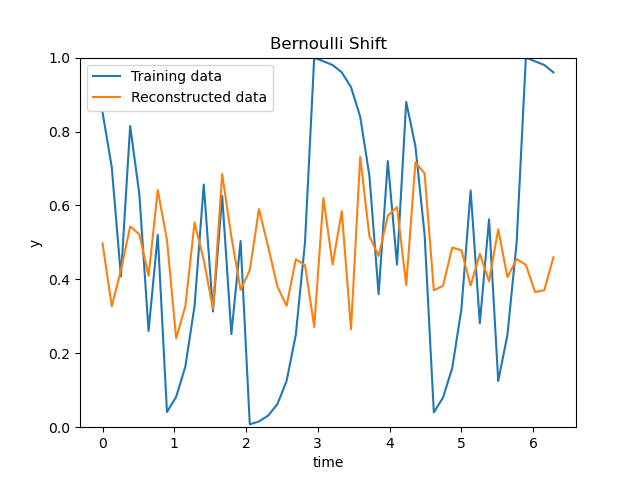 Bernoulli Shift
Training data
Reconstructed data
y
1.0
0.8
0.6
0.4
0.2
0.0
0 1 2 3 4 5 6
time